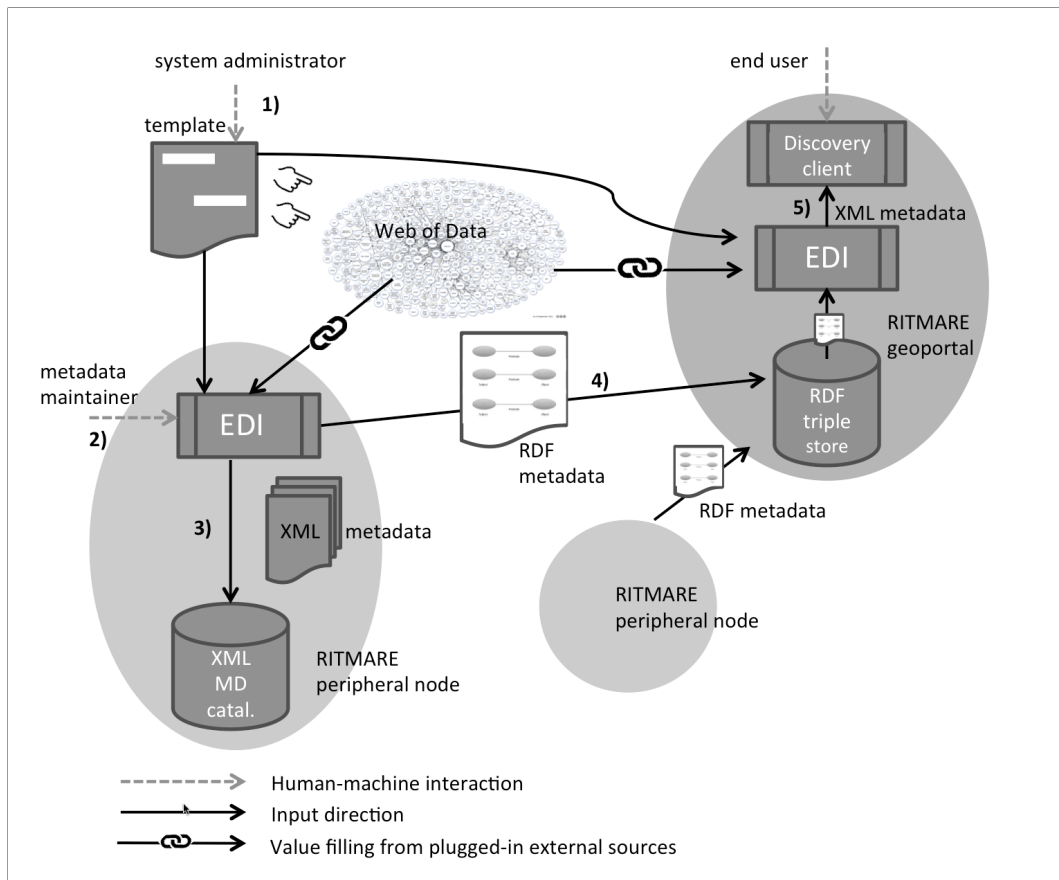 system administrator
1)
template
end user
Discovery
client
5)
XML metadata
Web of Data
EDI
RITMARE
geoportal
metadata
maintainer
2)
EDI
4)
RDF
triple
store
RDF
metadata
RDF metadata
3)
XML
metadata
RITMARE
peripheral node
XML
MD
catal.
RITMARE
peripheral node
Human-machine interaction
Input direction
Value filling from plugged-in external sources